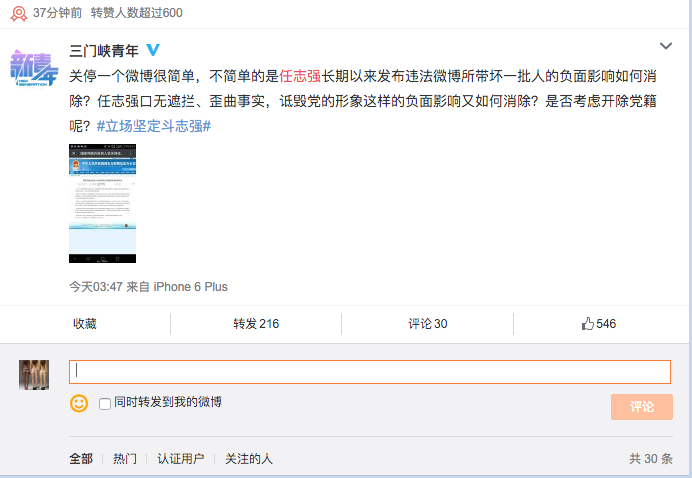 37分钟前 转赞人数超过600
新青年
NEW GENERATION
三门峡青年
关停一个微博很简单，不简单的是任志强长期以来发布违法微博所带坏一批人的负面影响如何消
除？任志强口无遮拦、歪曲事实，诋毁党的形象这样的负面影响又如何消除？是否考虑开除党籍
呢？#立场坚定斗志强#
今天03:47 来自 iPhone 6 Plus
收藏 转发 216 评论 30 546
同时转发到我的微博 评论
全部 热门 认证用户 关注的人 共 30 条